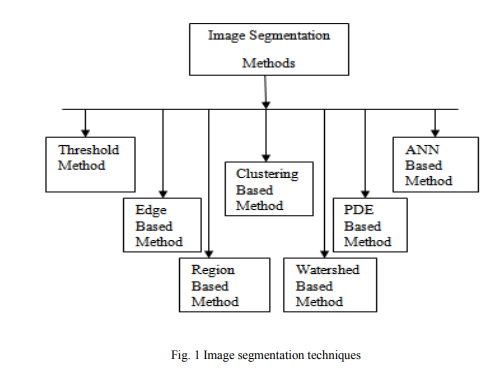 Image Segmentation
Methods
Threshold
Method
Edge
Based
Method
Region
Based
Method
Clustering
Based
Method
Watershed
Based
Method
PDE
Based
Method
ANN
Based
Method
Fig. 1 Image segmentation techniques